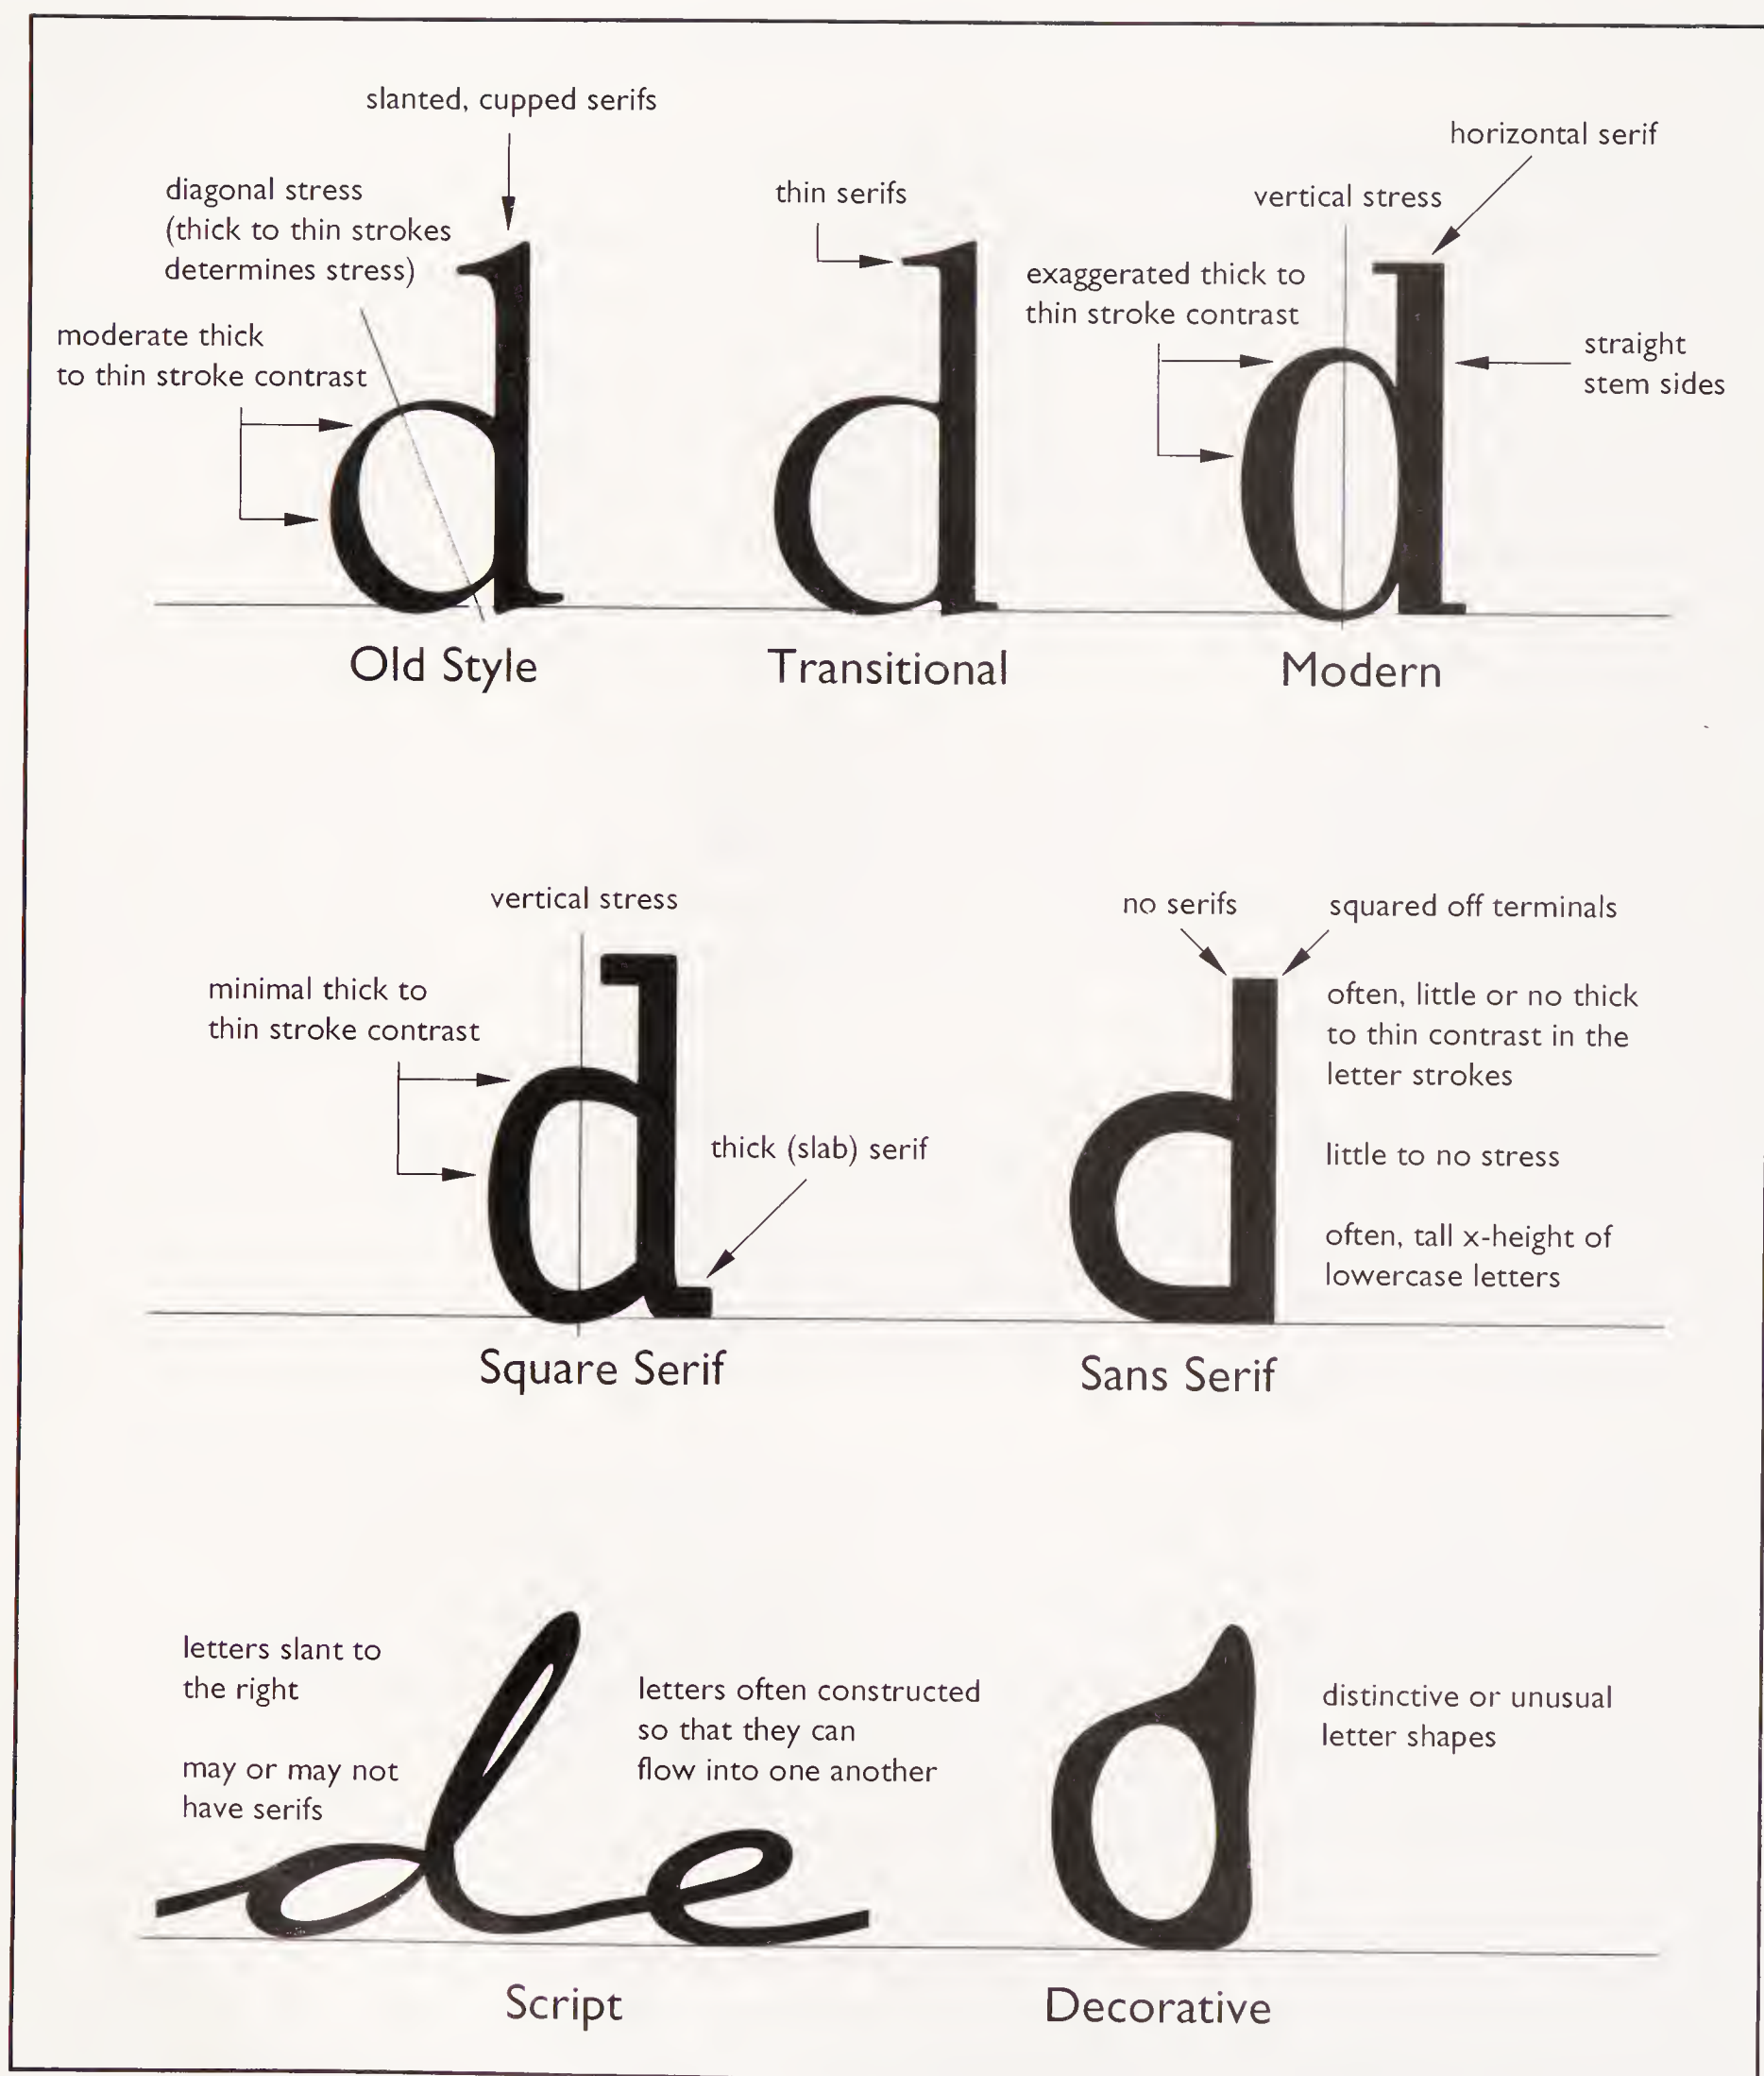 slanted, cupped serifs
diagonal stress
(thick to thin strokes
determines stress)
moderate thick
to thin stroke contrast
d
Old Style
thin serifs
d
Transitional
horizontal serif
vertical stress
exaggerated thick to
thin stroke contrast
straight
stem sides
d
Modern
vertical stress
minimal thick to
thin stroke contrast
thick (slab) serif
d
Square Serif
no serifs
squared off terminals
often, little or no thick
to thin contrast in the
letter strokes
little to no stress
often, tall x-height of
lowercase letters
d
Sans Serif
letters slant to
the right
may or may not
have serifs
letters often constructed
so that they can
flow into one another
de
Script
distinctive or unusual
letter shapes
d
Decorative